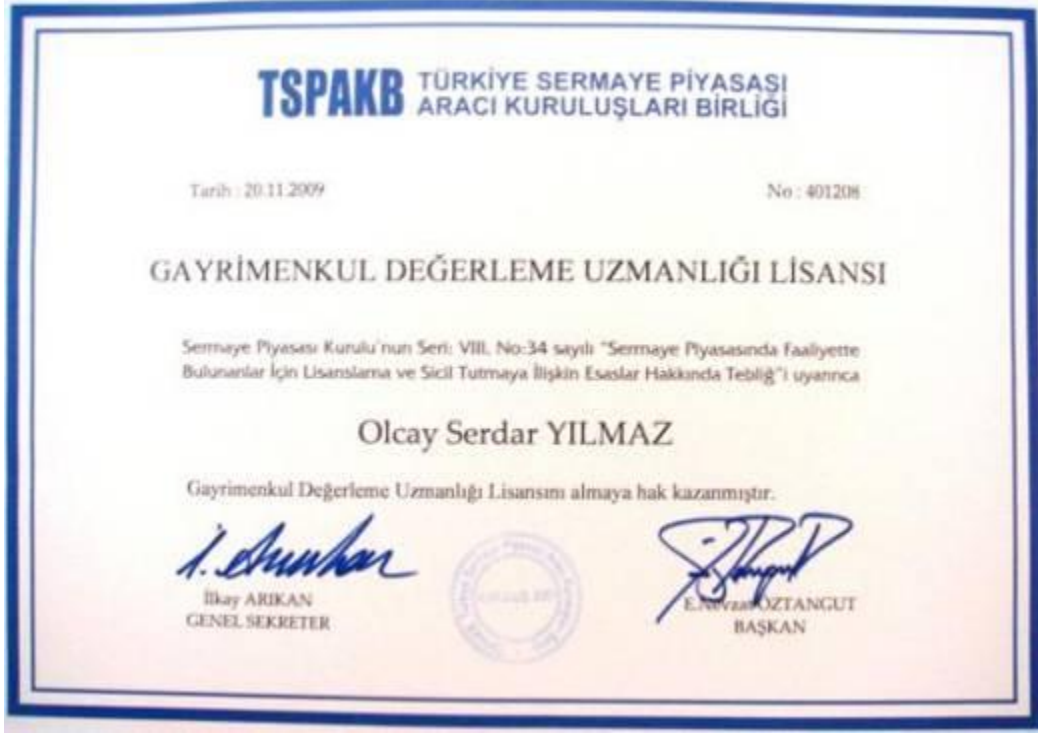 TSPAKB TÜRKİYE SERMAYE PİYASASI
ARACI KURULUŞLARI BİRLİĞİ
Tarih : 20.11.2009
No : 401208
GAYRİMENKUL DEĞERLEME UZMANLIĞI LİSANSI
Sermaye Piyasası Kurulu'nun Seri: VIII, No:34 sayılı "Sermaye Piyasasında Faaliyette
Bulunanlar İçin Lisanslama ve Sicil Tutmaya İlişkin Esaslar Hakkında Tebliğ"i uyarınca
Olcay Serdar YILMAZ
Gayrimenkul Değerleme Uzmanlığı Lisansını almaya hak kazanmıştır.
İlkay ARIKAN
GENEL SEKRETER
E.Nevzat ÖZTANGUT
BAŞKAN